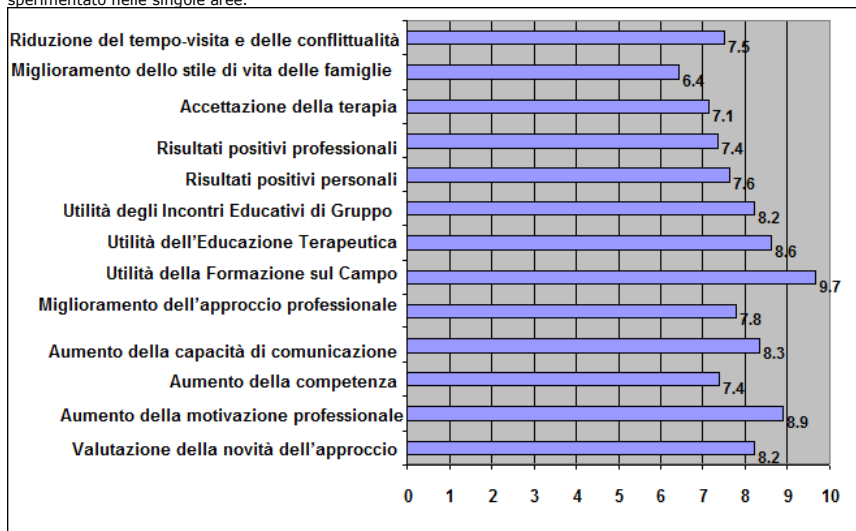 sperimentato nelle singole aree.
Riduzione del tempo-visita e delle conflittualità 7.5
Miglioramento dello stile di vita delle famiglie 6.4
Accettazione della terapia 7.1
Risultati positivi professionali 7.4
Risultati positivi personali 7.6
Utilità degli Incontri Educativi di Gruppo 8.2
Utilità dell'Educazione Terapeutica 8.6
Utilità della Formazione sul Campo 9.7
Miglioramento dell'approccio professionale 7.8
Aumento della capacità di comunicazione 8.3
Aumento della competenza 7.4
Aumento della motivazione professionale 8.9
Valutazione della novità dell'approccio 8.2
0 1 2 3 4 5 6 7 8 9 10